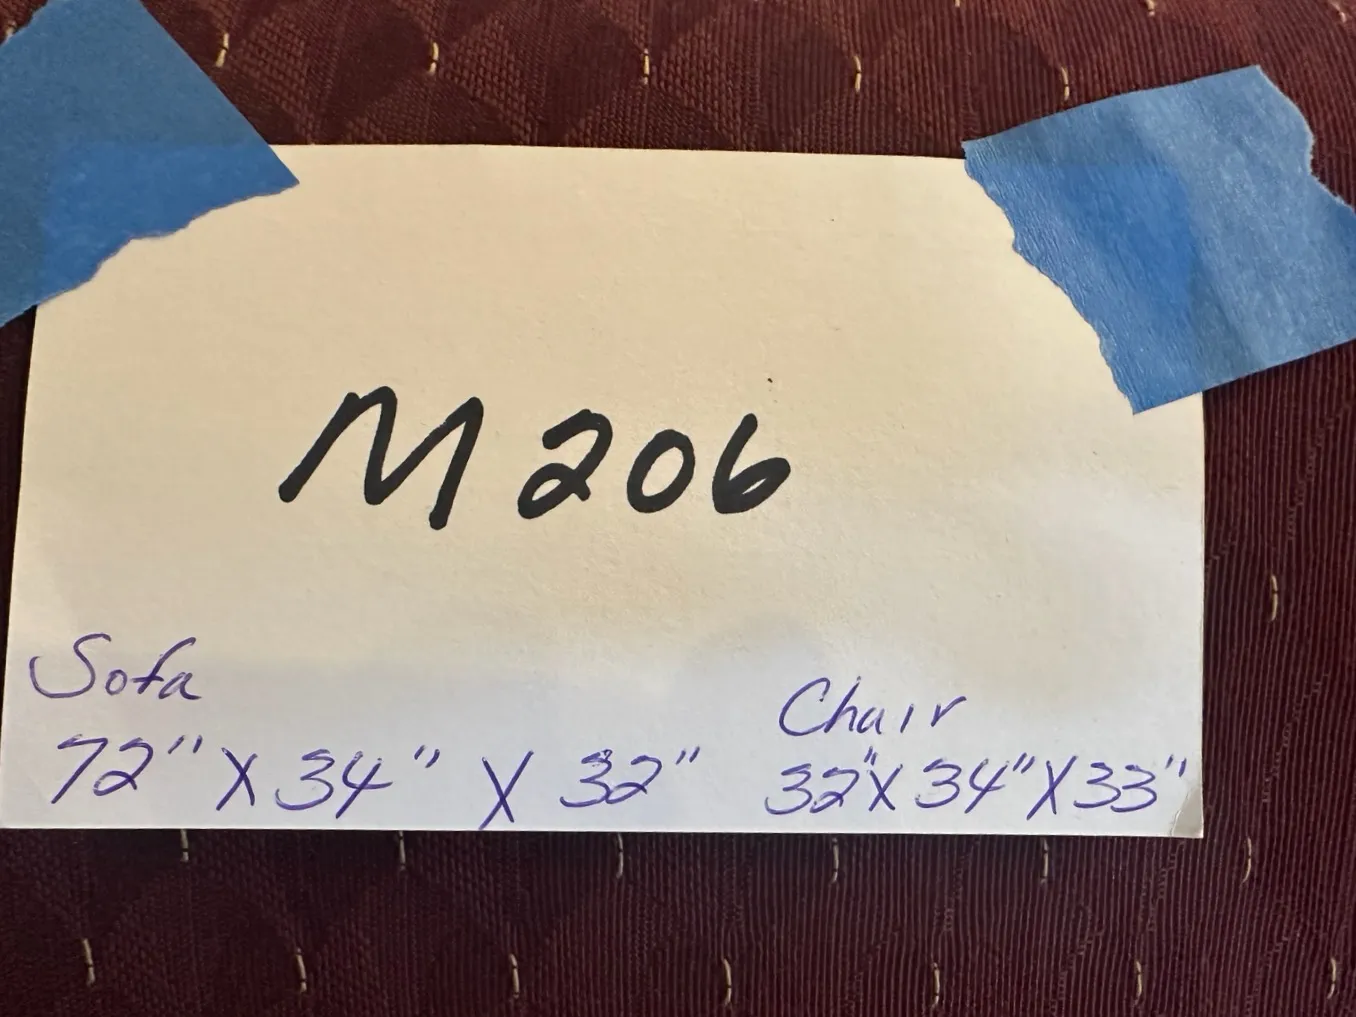 M206
Sofa
72" X 34" X 32"
Chair
32" X 34" X 33"